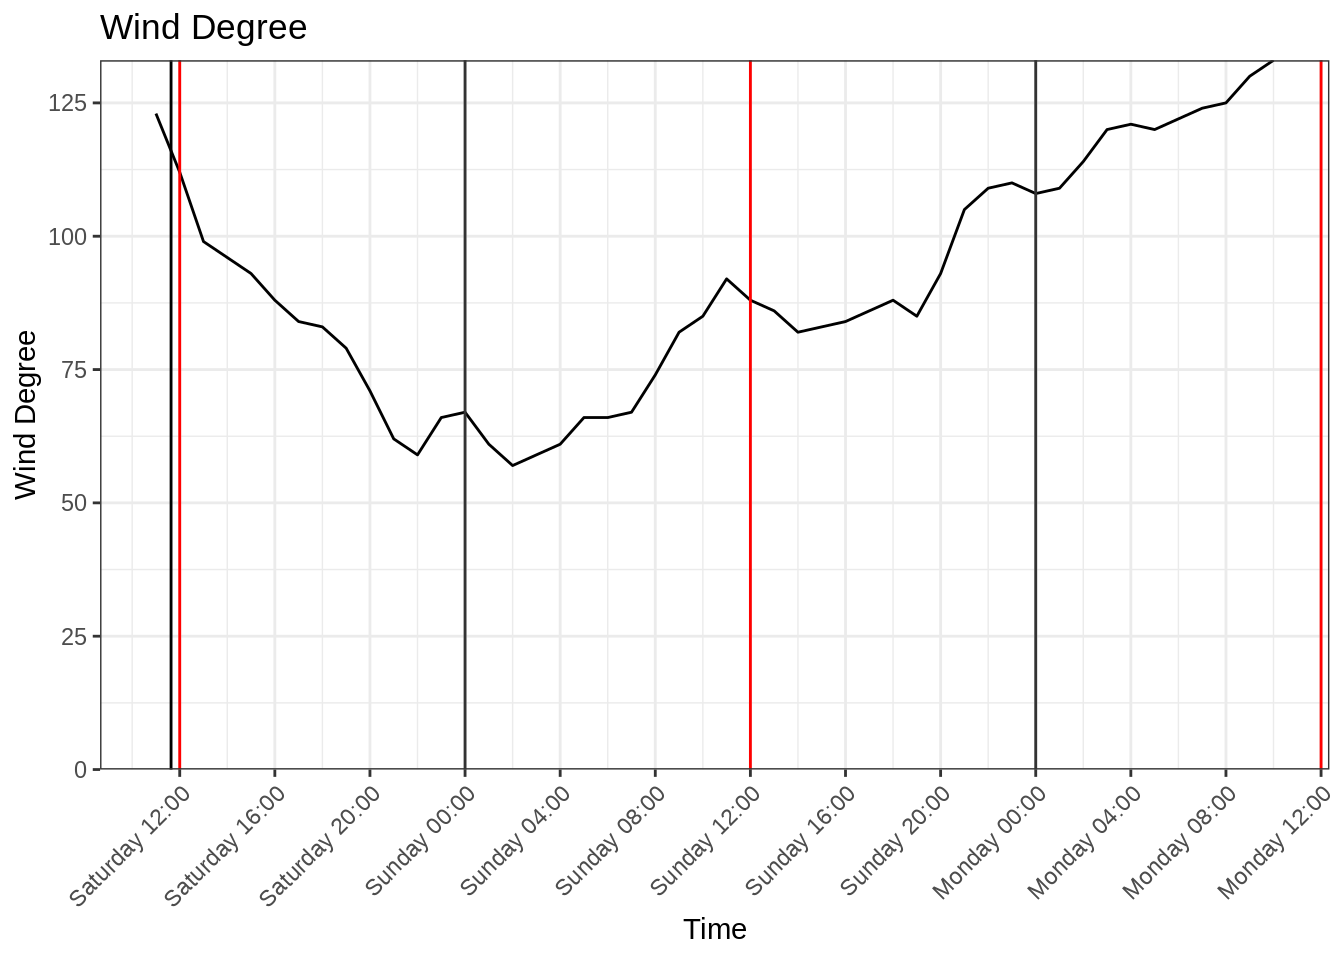 Wind Degree
Wind Degree
125
100
75
50
25
0
Saturday 12:00
Saturday 16:00
Saturday 20:00
Sunday 00:00
Sunday 04:00
Sunday 08:00
Sunday 12:00
Sunday 16:00
Sunday 20:00
Monday 00:00
Monday 04:00
Monday 08:00
Monday 12:00
Time